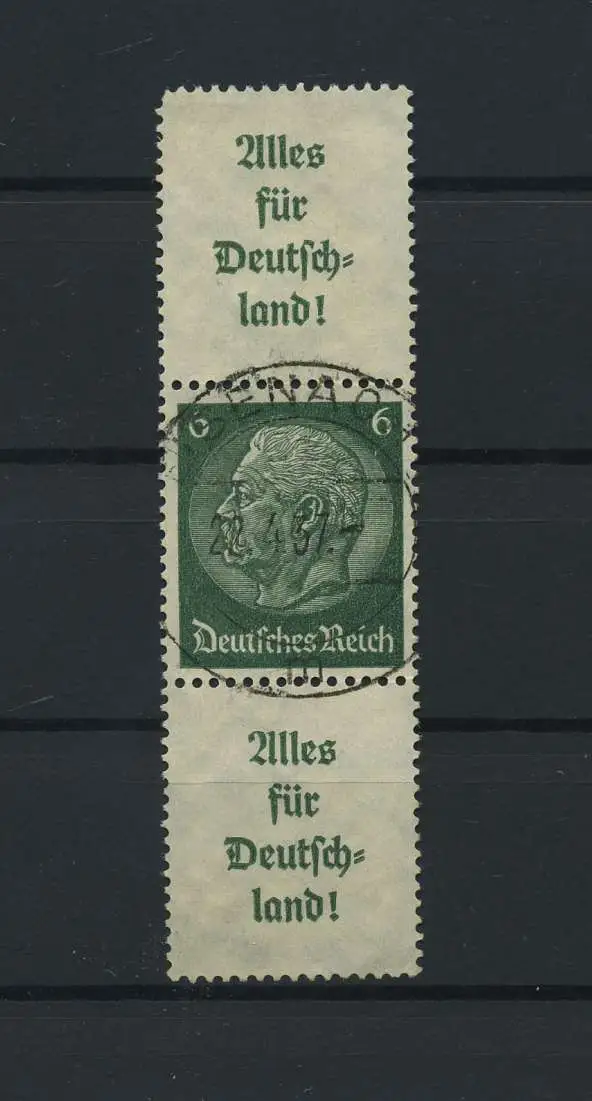 Alles
für
Deutsch-
land!
6 6
Deutsches Reich
Alles
für
Deutsch-
land!